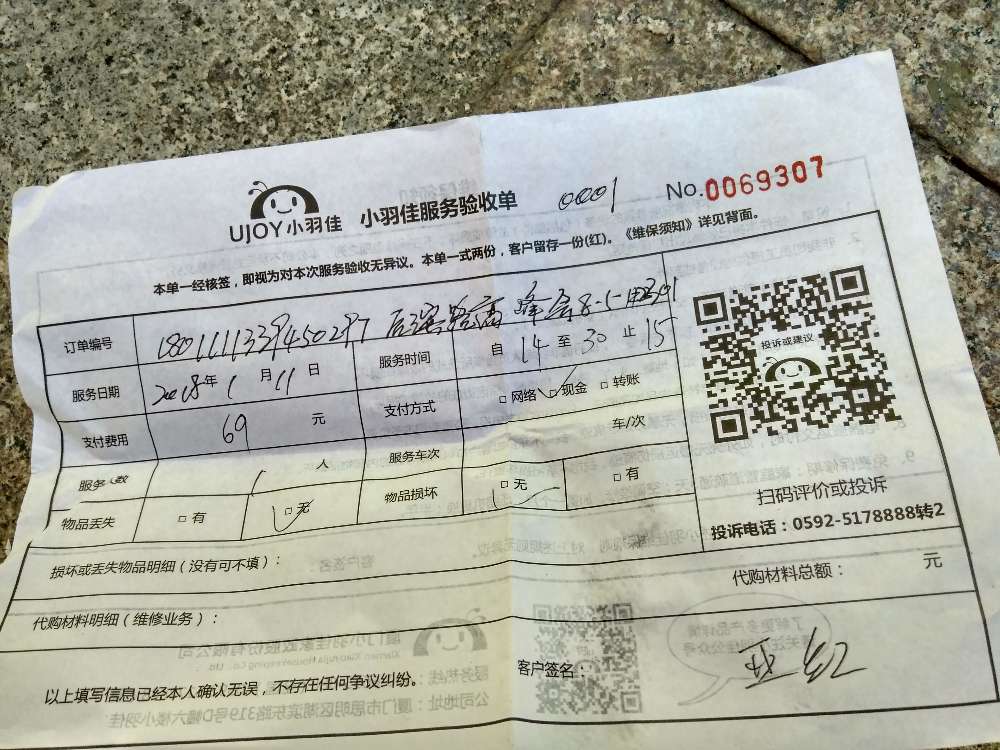 UJOY小羽佳 小羽佳服务验收单 0001 No.0069307
本单一经核签，即视为对本次服务验收无异议。本单一式两份，客户留存一份(红)。《维保须知》详见背面。
订单编号
服务日期 2018年1月11日 服务时间 自14至30止15
支付费用 69元 支付方式 □网络 □现金 □转账
服务人数 1人 服务车次 车/次
物品丢失 □有 □无 物品损坏 □无 □有
投诉或建议
扫码评价或投诉
投诉电话：0592-5178888转2
损坏或丢失物品明细（没有可不填）：
代购材料总额： 元
代购材料明细（维修业务）：
以上填写信息已经本人确认无误，不存在任何争议纠纷。
客户签名：